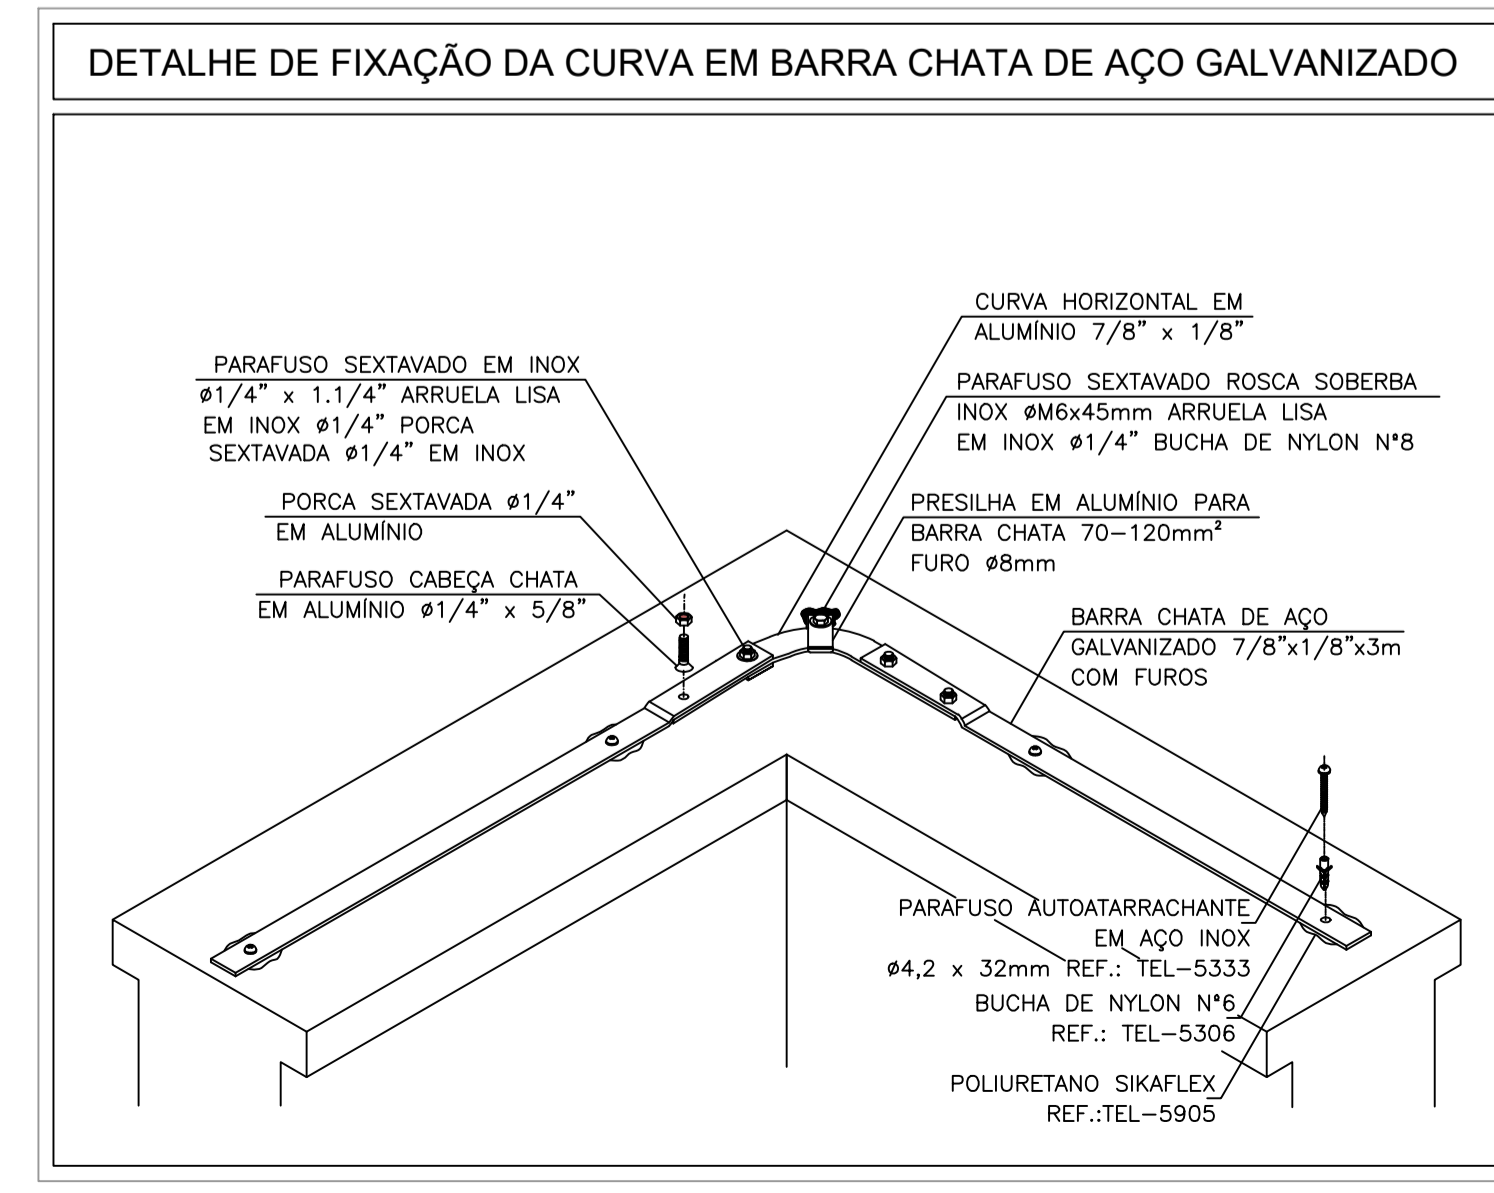 DETALHE DE FIXAÇÃO DA CURVA EM BARRA CHATA DE AÇO GALVANIZADO
CURVA HORIZONTAL EM
ALUMÍNIO 7/8" x 1/8"
PARAFUSO SEXTAVADO EM INOX
ø1/4" x 1.1/4" ARRUELA LISA
EM INOX ø1/4" PORCA
SEXTAVADA ø1/4" EM INOX
PARAFUSO SEXTAVADO ROSCA SOBERBA
INOX øM6x45mm ARRUELA LISA
EM INOX ø1/4" BUCHA DE NYLON Nº8
PORCA SEXTAVADA ø1/4"
EM ALUMÍNIO
PRESILHA EM ALUMÍNIO PARA
BARRA CHATA 70-120mm²
FURO ø8mm
PARAFUSO CABEÇA CHATA
EM ALUMÍNIO ø1/4" x 5/8"
BARRA CHATA DE AÇO
GALVANIZADO 7/8"x1/8"x3m
COM FUROS
PARAFUSO AUTOATARRACHANTE
EM AÇO INOX
ø4,2 x 32mm REF.: TEL-5333
BUCHA DE NYLON Nº6
REF.: TEL-5306
POLIURETANO SIKAFLEX
REF.:TEL-5905